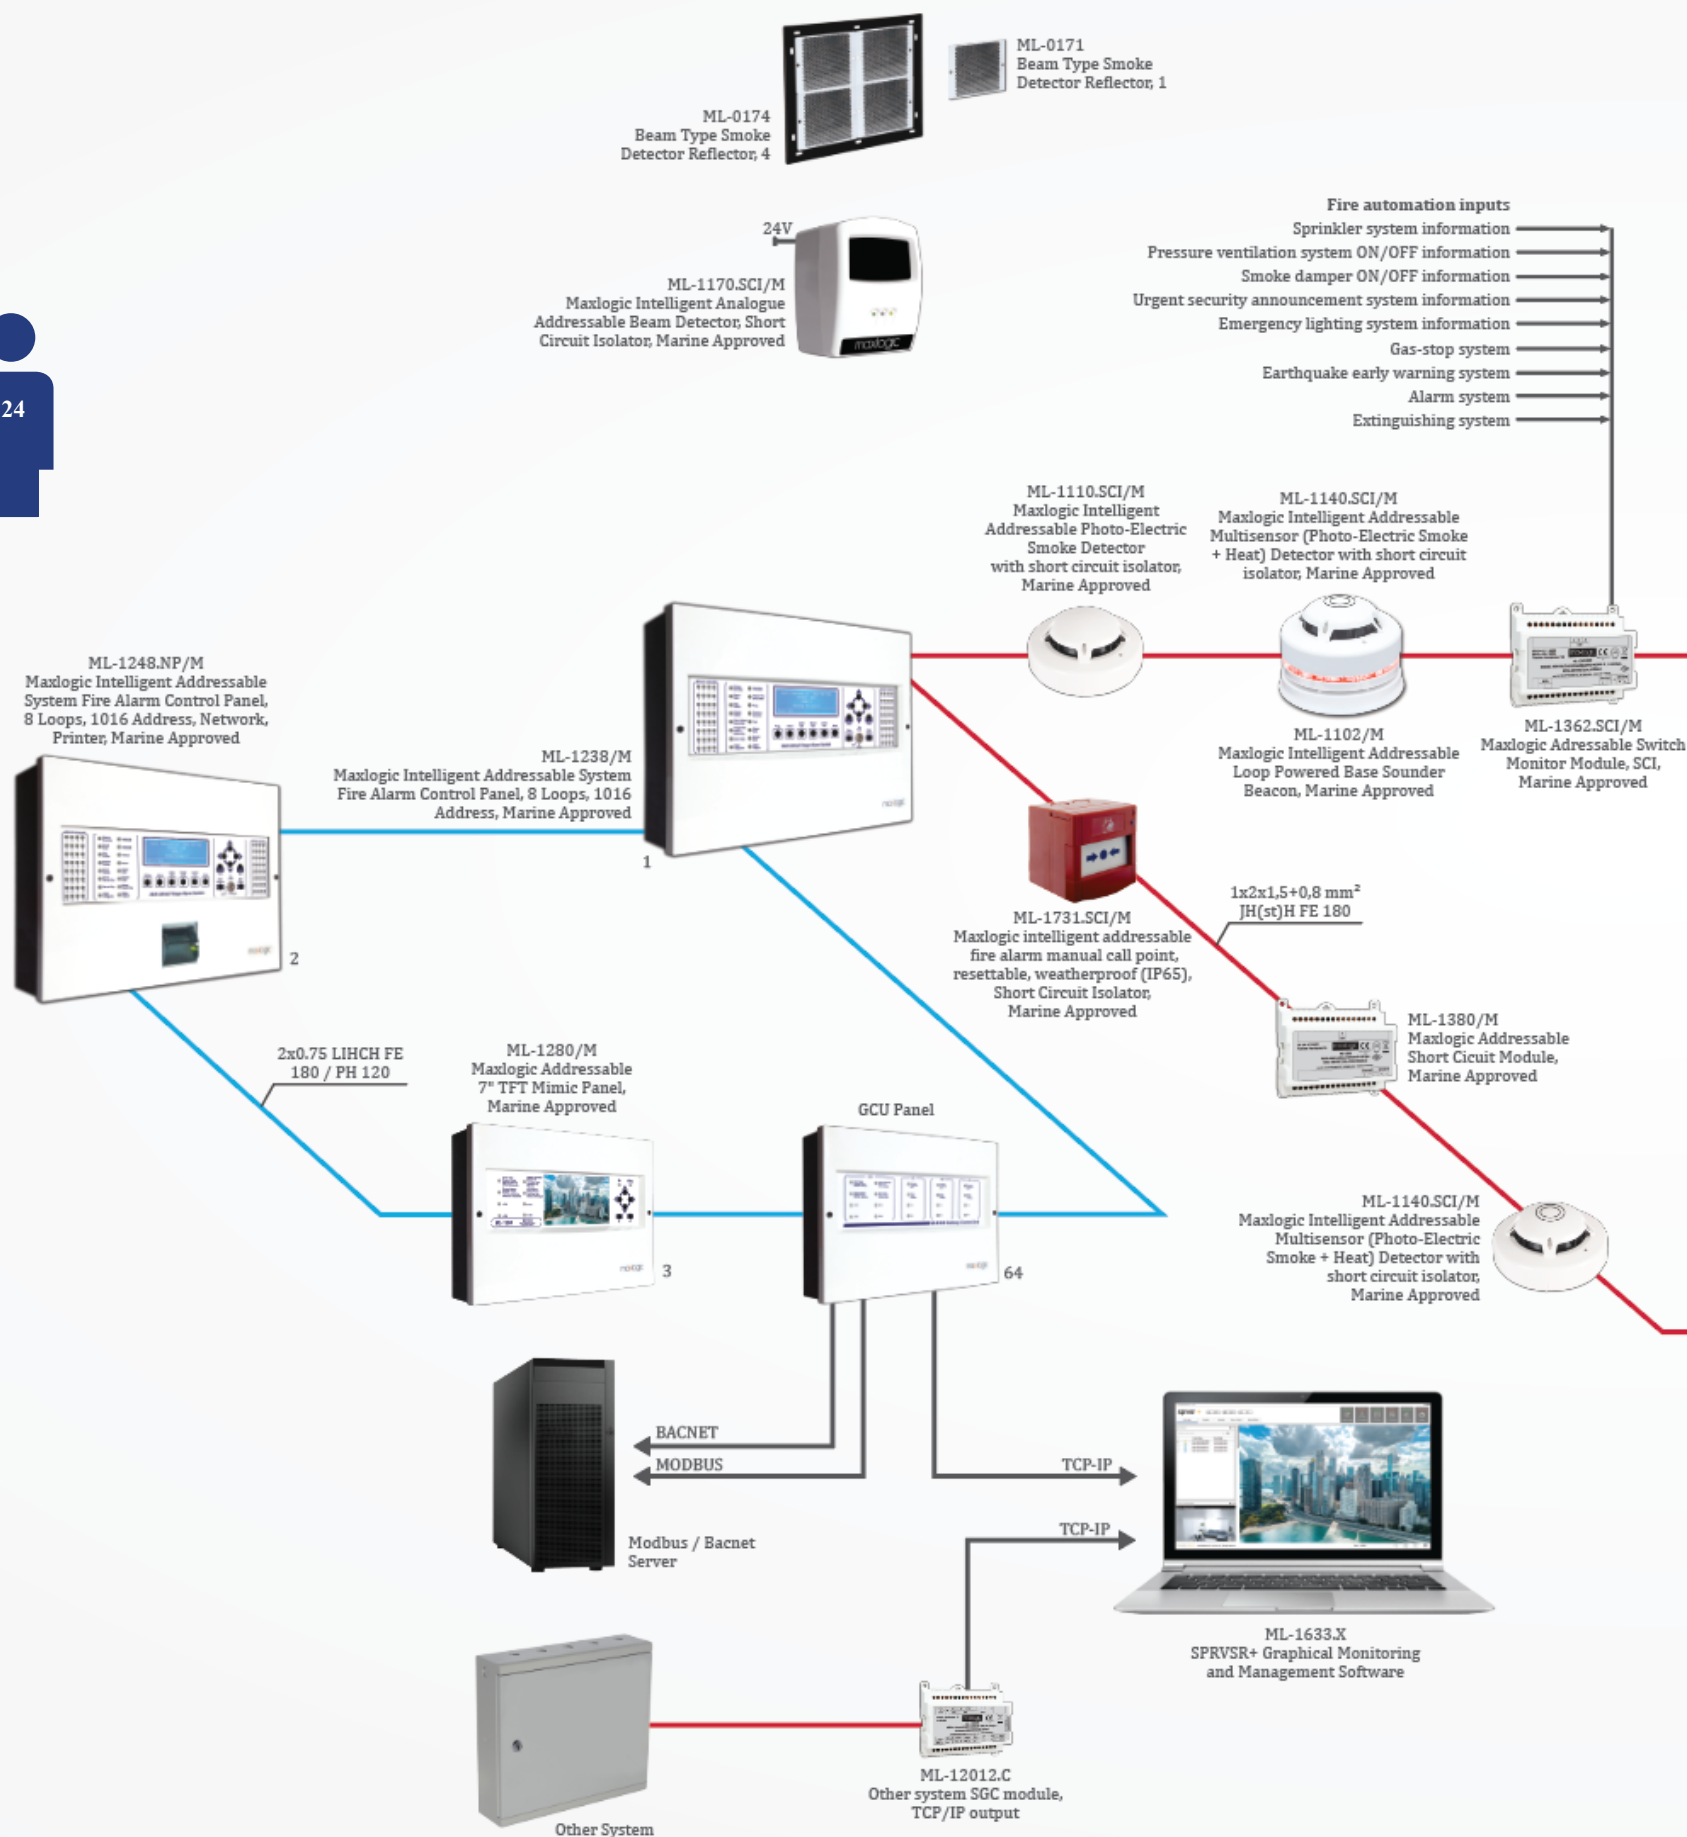 ML-0171
Beam Type Smoke
Detector Reflector, 1
ML-0174
Beam Type Smoke
Detector Reflector, 4
24V
ML-1170.SCI/M
Maxlogic Intelligent Analogue
Addressable Beam Detector, Short
Circuit Isolator, Marine Approved
maxlogic
Fire automation inputs
Sprinkler system information
Pressure ventilation system ON/OFF information
Smoke damper ON/OFF information
Urgent security announcement system information
Emergency lighting system information
Gas-stop system
Earthquake early warning system
Alarm system
Extinguishing system
24
ML-1110.SCI/M
Maxlogic Intelligent
Addressable Photo-Electric
Smoke Detector
with short circuit isolator,
Marine Approved
ML-1140.SCI/M
Maxlogic Intelligent Addressable
Multisensor (Photo-Electric Smoke
+ Heat) Detector with short circuit
isolator, Marine Approved
ML-1248.NP/M
Maxlogic Intelligent Addressable
System Fire Alarm Control Panel,
8 Loops, 1016 Address, Network,
Printer, Marine Approved
2
ML-1238/M
Maxlogic Intelligent Addressable System
Fire Alarm Control Panel, 8 Loops, 1016
Address, Marine Approved
1
maxlogic
ML-1102/M
Maxlogic Intelligent Addressable
Loop Powered Base Sounder
Beacon, Marine Approved
ML-1362.SCI/M
Maxlogic Adressable Switch
Monitor Module, SCI,
Marine Approved
ML-1731.SCI/M
Maxlogic intelligent addressable
fire alarm manual call point,
resettable, weatherproof (IP65),
Short Circuit Isolator,
Marine Approved
1x2x1,5+0,8 mm²
JH(st)H FE 180
ML-1380/M
Maxlogic Addressable
Short Cicuit Module,
Marine Approved
2x0.75 LIHCH FE
180 / PH 120
ML-1280/M
Maxlogic Addressable
7" TFT Mimic Panel,
Marine Approved
maxlogic
3
GCU Panel
maxlogic
64
ML-1140.SCI/M
Maxlogic Intelligent Addressable
Multisensor (Photo-Electric
Smoke + Heat) Detector with
short circuit isolator,
Marine Approved
BACNET
MODBUS
TCP-IP
TCP-IP
Modbus / Bacnet
Server
ML-1633.X
SPRVSR+ Graphical Monitoring
and Management Software
ML-12012.C
Other system SGC module,
TCP/IP output
Other System